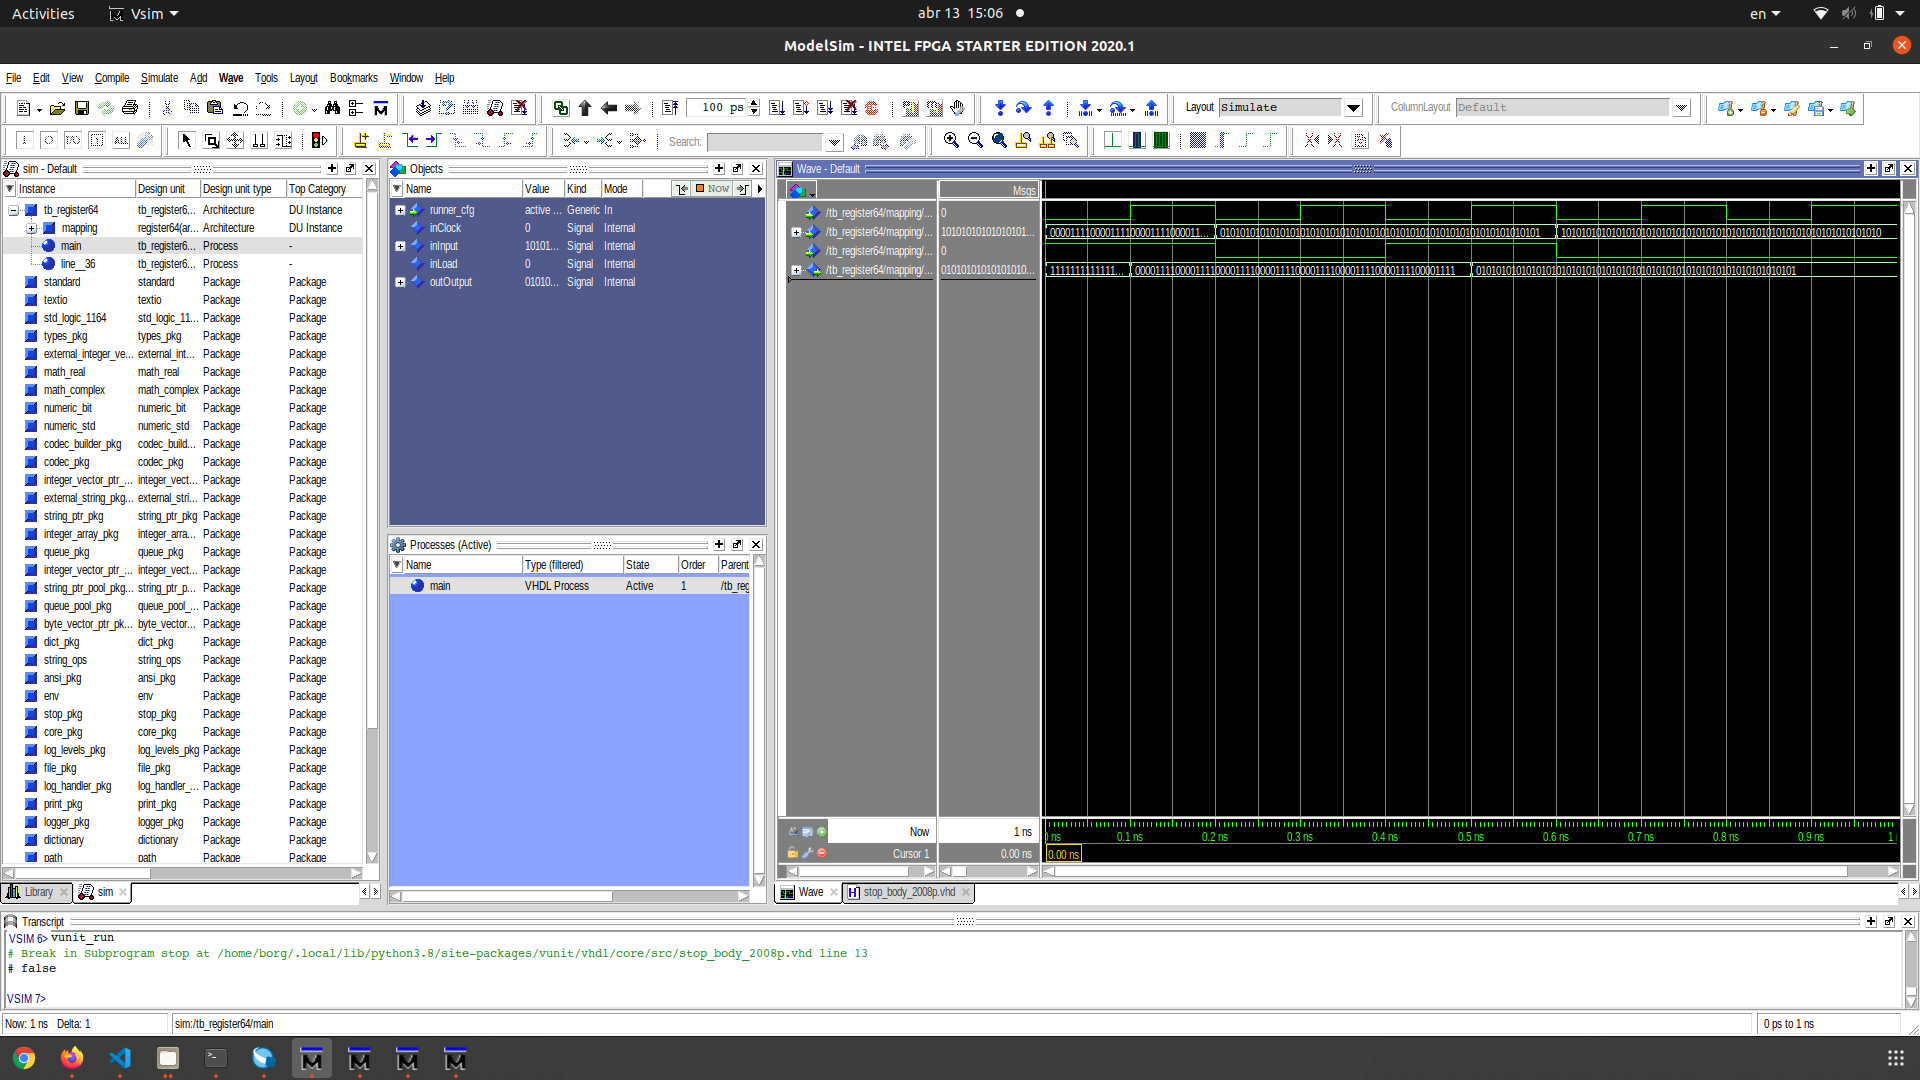 Activities
Vsim
abr 13 15:06
en
ModelSim - INTEL FPGA STARTER EDITION 2020.1
File Edit View Compile Simulate Add Wave Tools Layout Bookmarks Window Help
100 ps
Layout Simulate
ColumnLayout Default
Search:
sim - Default
Instance Design unit Design unit type Top Category
tb_register64 tb_register6... Architecture DU Instance
mapping register64(ar... Architecture DU Instance
main tb_register6... Process -
line__36 tb_register6... Process -
standard standard Package Package
textio textio Package Package
std_logic_1164 std_logic_11... Package Package
types_pkg types_pkg Package Package
external_integer_ve... external_int... Package Package
math_real math_real Package Package
math_complex math_complex Package Package
numeric_bit numeric_bit Package Package
numeric_std numeric_std Package Package
codec_builder_pkg codec_build... Package Package
codec_pkg codec_pkg Package Package
integer_vector_ptr_... integer_vect... Package Package
external_string_pkg... external_stri... Package Package
string_ptr_pkg string_ptr_pkg Package Package
integer_array_pkg integer_arra... Package Package
queue_pkg queue_pkg Package Package
integer_vector_ptr_... integer_vect... Package Package
string_ptr_pool_pkg... string_ptr_p... Package Package
queue_pool_pkg queue_pool_... Package Package
byte_vector_ptr_pk... byte_vector... Package Package
dict_pkg dict_pkg Package Package
string_ops string_ops Package Package
ansi_pkg ansi_pkg Package Package
env env Package Package
stop_pkg stop_pkg Package Package
core_pkg core_pkg Package Package
log_levels_pkg log_levels_pkg Package Package
file_pkg file_pkg Package Package
log_handler_pkg log_handler_... Package Package
print_pkg print_pkg Package Package
logger_pkg logger_pkg Package Package
dictionary dictionary Package Package
path path Package Package
Library sim
Objects
Name Value Kind Mode Now
runner_cfg active ... Generic In
inClock 0 Signal Internal
inInput 10101... Signal Internal
inLoad 0 Signal Internal
outOutput 01010... Signal Internal
Processes (Active)
Name Type (filtered) State Order Parent
main VHDL Process Active 1 /tb_reg
Wave - Default
Msgs
/tb_register64/mapping/... 0
/tb_register64/mapping/... 10101010101010101...
/tb_register64/mapping/... 0
/tb_register64/mapping/... 01010101010101010...
Now 1 ns
Cursor 1 0.00 ns
ns 0.1 ns 0.2 ns 0.3 ns 0.4 ns 0.5 ns 0.6 ns 0.7 ns 0.8 ns 0.9 ns 1
0.00 ns
Wave stop_body_2008p.vhd
Transcript
VSIM 6> vunit_run
# Break in Subprogram stop at /home/borg/.local/lib/python3.8/site-packages/vunit/vhdl/core/src/stop_body_2008p.vhd line 13
# false
VSIM 7>
Now: 1 ns Delta: 1
sim:/tb_register64/main
0 ps to 1 ns